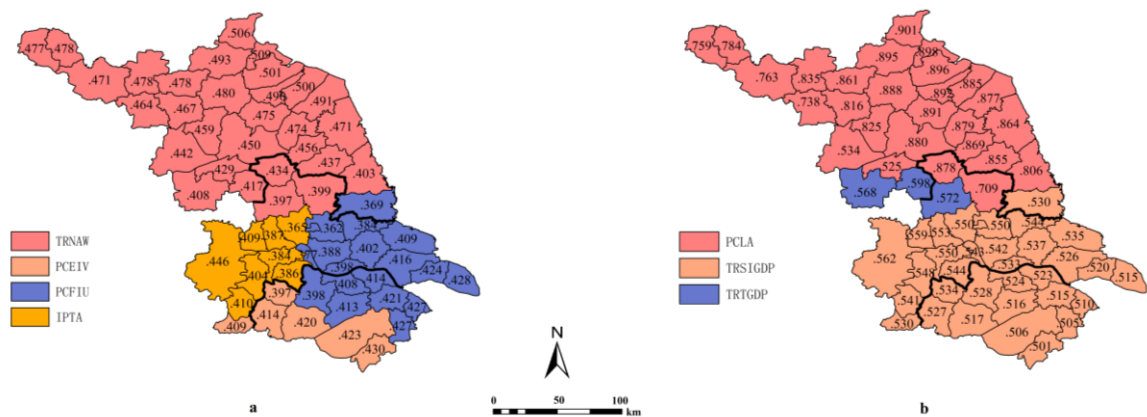 .506
.477 .478 .493 .509
.471 .478 .478 .501
.480 .500
.464 .467 .491
.475
.459 .474 .471
.442 .450 .456
.429 .434 .437
.408 .417 .403
.397 .399
.369
.365 .362 .384
.409 .387 .409
.446 .384 .388 .402
.416
.404 .386 .398 .424
.408 .414 .428
.410 .397 .398 .421
.409 .414 .413 .427
.420 .427
.423
.430
TRNAW
PCEIV
PCFIU
IPTA
a
.901
.759 .784 .895 .898
.763 .835 .861 .896
.888 .885
.738 .816 .877
.891
.825 .879 .864
.534 .880 .869
.525 .878 .855
.568 .598 .806
.572 .709
.530
.550 .550 .544
.559 .553 .535
.562 .550 .542 .537
.526
.548 .544 .533 .520
.524 .523 .515
.541 .534 .528 .515
.530 .527 .516 .510
.517 .505
.506
.501
PCLA
TRSIGDP
TRTGDP
b
N
0 50 100
km